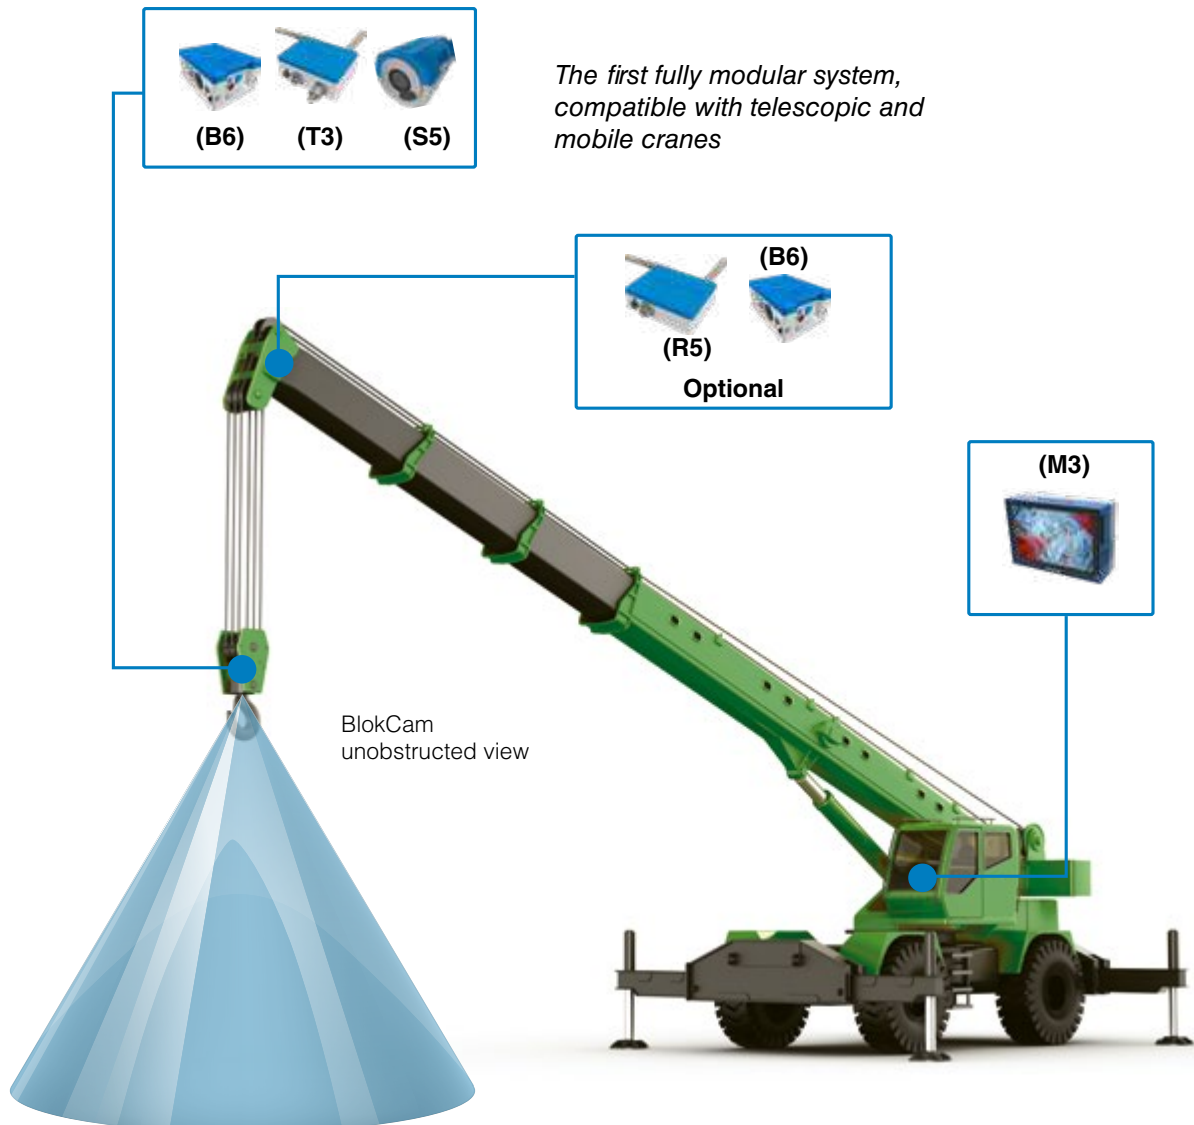 (B6) (T3) (S5)
The first fully modular system,
compatible with telescopic and
mobile cranes
(B6)
(R5)
Optional
(M3)
BlokCam
unobstructed view